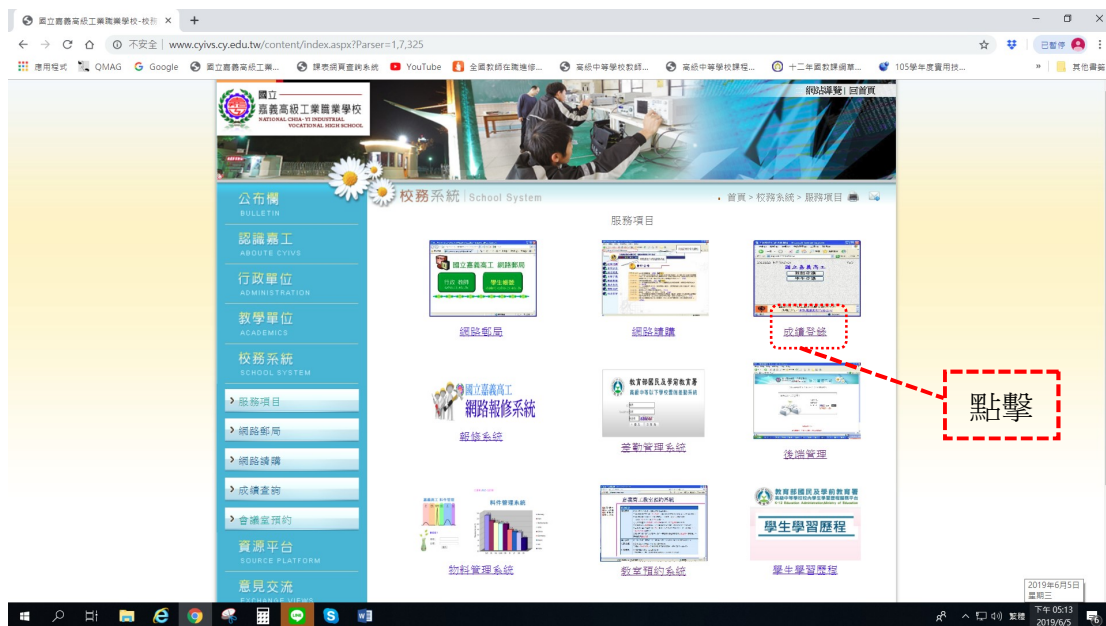 國立嘉義高級工業職業學校-校務
不安全 | www.cyivs.cy.edu.tw/content/index.aspx?Parser=1,7,325
已暫停
應用程式 QMAG Google 國立嘉義高級工業... 課表網頁查詢系統 YouTube 全國教師在職進修... 高級中等學校教師... 高級中等學校課程... 十二年國教課綱單... 105學年度實用技... » 其他書籤
國立
嘉義高級工業職業學校
NATIONAL CHIA-YI INDUSTRIAL
VOCATIONAL HIGH SCHOOL
網站導覽 | 回首頁
校務系統 | School System
首頁 > 校務系統 > 服務項目
公布欄
BULLETIN
認識嘉工
ABOUTE CYIVS
行政單位
ADMINISTRATION
教學單位
ACADEMICS
校務系統
SCHOOL SYSTEM
服務項目
網路郵局
網路請購
成績查詢
會議室預約
資源平台
SOURCE PLATFORM
意見交流
EXCHANGE VIEWS
服務項目
國立嘉義高工 網路郵局
網路郵局
網路請購
國立嘉義高工
成績登錄
點擊
國立嘉義高工
網路報修系統
報修系統
教育部國民及學前教育署
差勤管理系統
後端管理
料件管理系統
物料管理系統
教室預約系統
教育部國民及學前教育署
學生學習歷程
學生學習歷程
2019年6月5日
星期三
繁體
下午 05:13
2019/6/5